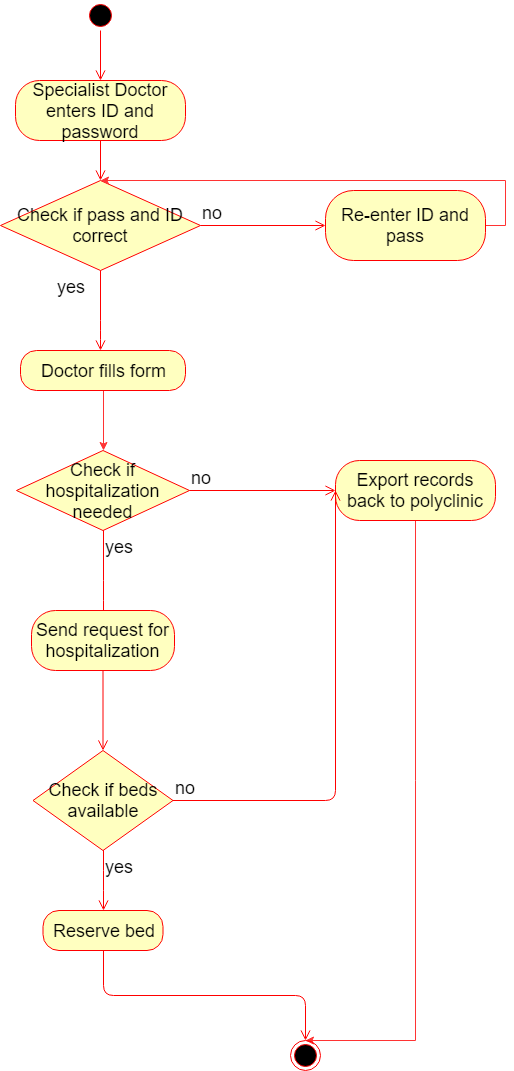 Specialist Doctor
enters ID and
password
Check if pass and ID
correct
no
Re-enter ID and
pass
yes
Doctor fills form
Check if
hospitalization
needed
no
Export records
back to polyclinic
yes
Send request for
hospitalization
Check if beds
available
no
yes
Reserve bed